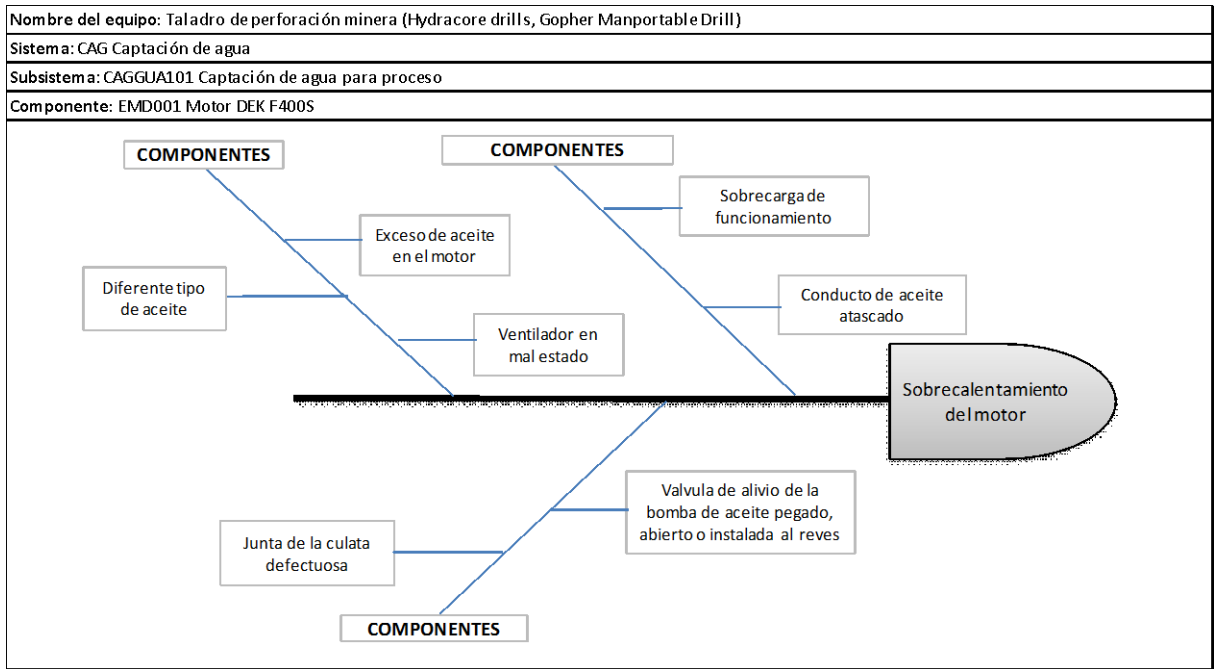 Nombre del equipo: Taladro de perforación minera (Hydracore drills, Gopher Manportable Drill)
Sistema: CAG Captación de agua
Subsistema: CAGGUA101 Captación de agua para proceso
Componente: EMD001 Motor DEK F400S
COMPONENTES
COMPONENTES
Sobrecarga de
funcionamiento
Exceso de aceite
en el motor
Diferente tipo
de aceite
Conducto de aceite
atascado
Ventilador en
mal estado
Sobrecalentamiento
del motor
Valvula de alivio de la
bomba de aceite pegado,
abierto o instalada al reves
Junta de la culata
defectuosa
COMPONENTES